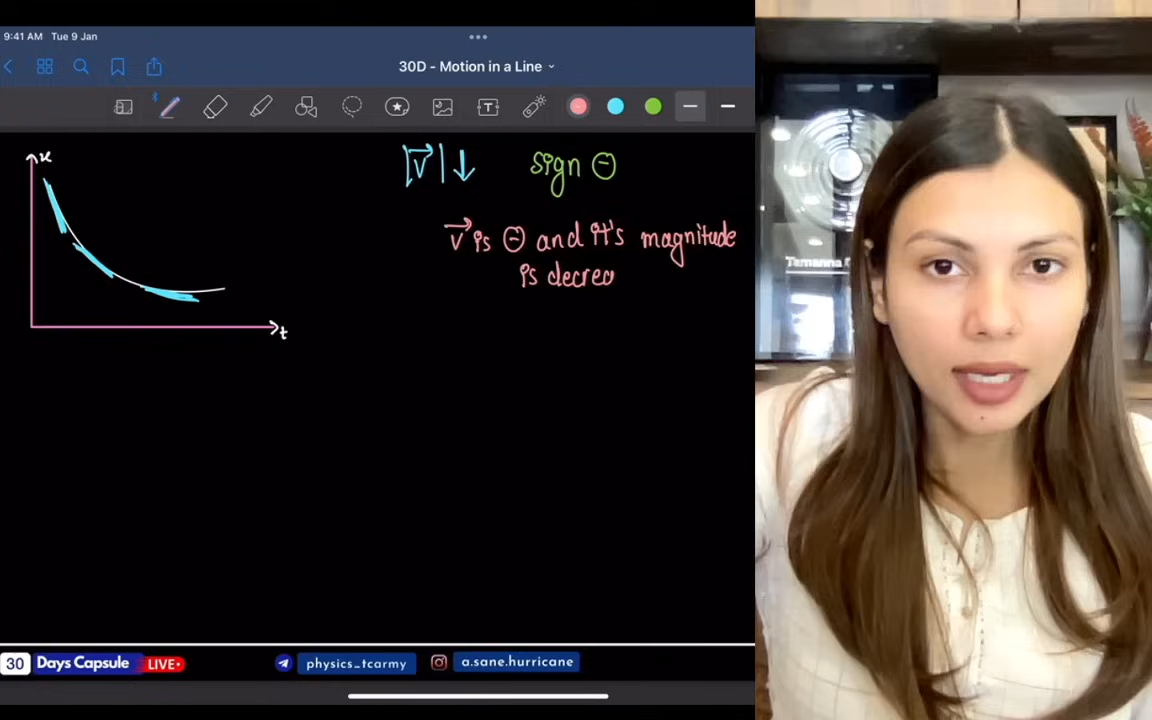 9:41 AM Tue 9 Jan
30D - Motion in a Line
x
|v⃗| ↓ sign ⊖
v⃗ is ⊖ and it's magnitude
is decrea
t
30 Days Capsule LIVE
physics_tcarmy
a.sane.hurricane